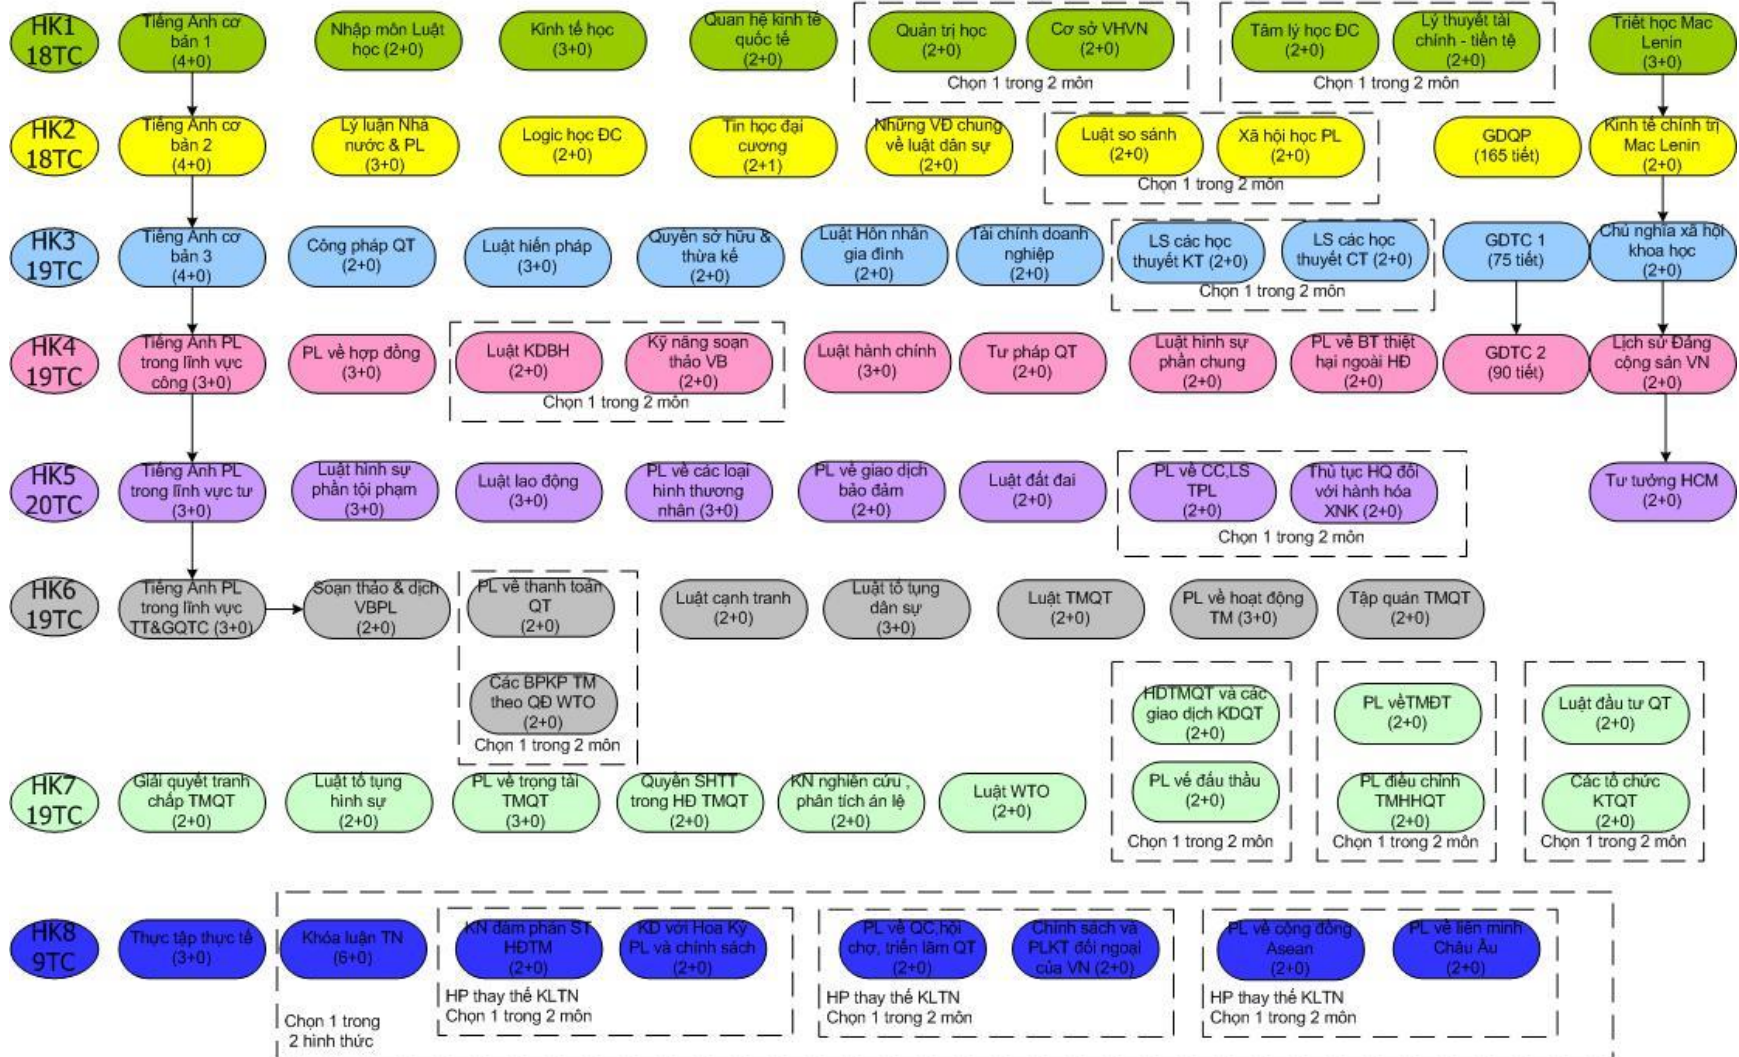 HK1
18TC
Tiếng Anh cơ
bản 1
(4+0)
Nhập môn Luật
học (2+0)
Kinh tế học
(3+0)
Quan hệ kinh tế
quốc tế
(2+0)
Quản trị học
(2+0)
Cơ sở VHVN
(2+0)
Chọn 1 trong 2 môn
Tâm lý học ĐC
(2+0)
Lý thuyết tài
chính - tiền tệ
(2+0)
Chọn 1 trong 2 môn
Triết học Mac
Lenin
(3+0)
HK2
18TC
Tiếng Anh cơ
bản 2
(4+0)
Lý luận Nhà
nước & PL
(3+0)
Logic học ĐC
(2+0)
Tin học đại
cương
(2+1)
Những VĐ chung
về luật dân sự
(2+0)
Luật so sánh
(2+0)
Xã hội học PL
(2+0)
Chọn 1 trong 2 môn
GDQP
(165 tiết)
Kinh tế chính trị
Mac Lenin
(2+0)
HK3
19TC
Tiếng Anh cơ
bản 3
(4+0)
Công pháp QT
(2+0)
Luật hiến pháp
(3+0)
Quyền sở hữu &
thừa kế
(2+0)
Luật Hôn nhân
gia đình
(2+0)
Tài chính doanh
nghiệp
(2+0)
LS các học
thuyết KT (2+0)
LS các học
thuyết CT (2+0)
Chọn 1 trong 2 môn
GDTC 1
(75 tiết)
Chủ nghĩa xã hội
khoa học
(2+0)
HK4
19TC
Tiếng Anh PL
trong lĩnh vực
công (3+0)
PL về hợp đồng
(3+0)
Luật KDBH
(2+0)
Kỹ năng soạn
thảo VB
(2+0)
Chọn 1 trong 2 môn
Luật hành chính
(3+0)
Tư pháp QT
(2+0)
Luật hình sự
phần chung
(2+0)
PL về BT thiệt
hại ngoài HĐ
(2+0)
GDTC 2
(90 tiết)
Lịch sử Đảng
cộng sản VN
(2+0)
HK5
20TC
Tiếng Anh PL
trong lĩnh vực tư
(3+0)
Luật hình sự
phần tội phạm
(3+0)
Luật lao động
(3+0)
PL về các loại
hình thương
nhân (3+0)
PL về giao dịch
bảo đảm
(2+0)
Luật đất đai
(2+0)
PL về CC,LS
TPL
(2+0)
Thủ tục HQ đối
với hành hóa
XNK (2+0)
Chọn 1 trong 2 môn
Tư tưởng HCM
(2+0)
HK6
19TC
Tiếng Anh PL
trong lĩnh vực
TT&GQTC (3+0)
Soạn thảo & dịch
VBPL
(2+0)
PL về thanh toán
QT
(2+0)
Luật cạnh tranh
(2+0)
Luật tố tụng
dân sự
(3+0)
Luật TMQT
(2+0)
PL về hoạt động
TM (3+0)
Tập quán TMQT
(2+0)
Các BPKP TM
theo QĐ WTO
(2+0)
Chọn 1 trong 2 môn
HDTMQT và các
giao dịch KDQT
(2+0)
PL vềTMĐT
(2+0)
Luật đầu tư QT
(2+0)
HK7
19TC
Giải quyết tranh
chấp TMQT
(2+0)
Luật tố tụng
hình sự
(2+0)
PL về trọng tài
TMQT
(3+0)
Quyền SHTT
trong HĐ TMQT
(2+0)
KN nghiên cứu ,
phân tích án lệ
(2+0)
Luật WTO
(2+0)
PL về đấu thầu
(2+0)
Chọn 1 trong 2 môn
PL điều chỉnh
TMHHQT
(2+0)
Chọn 1 trong 2 môn
Các tổ chức
KTQT
(2+0)
Chọn 1 trong 2 môn
HK8
9TC
Thực tập thực tế
(3+0)
Khóa luận TN
(6+0)
KN đàm phán ST
HĐTM
(2+0)
KD với Hoa Kỳ
PL và chính sách
(2+0)
HP thay thế KLTN
Chọn 1 trong 2 môn
PL về QC,hội
chợ, triển lãm QT
(2+0)
Chính sách và
PLKT đối ngoại
của VN (2+0)
HP thay thế KLTN
Chọn 1 trong 2 môn
PL về cộng đồng
Asean
(2+0)
PL về liên minh
Châu Âu
(2+0)
HP thay thế KLTN
Chọn 1 trong 2 môn
Chọn 1 trong
2 hình thức